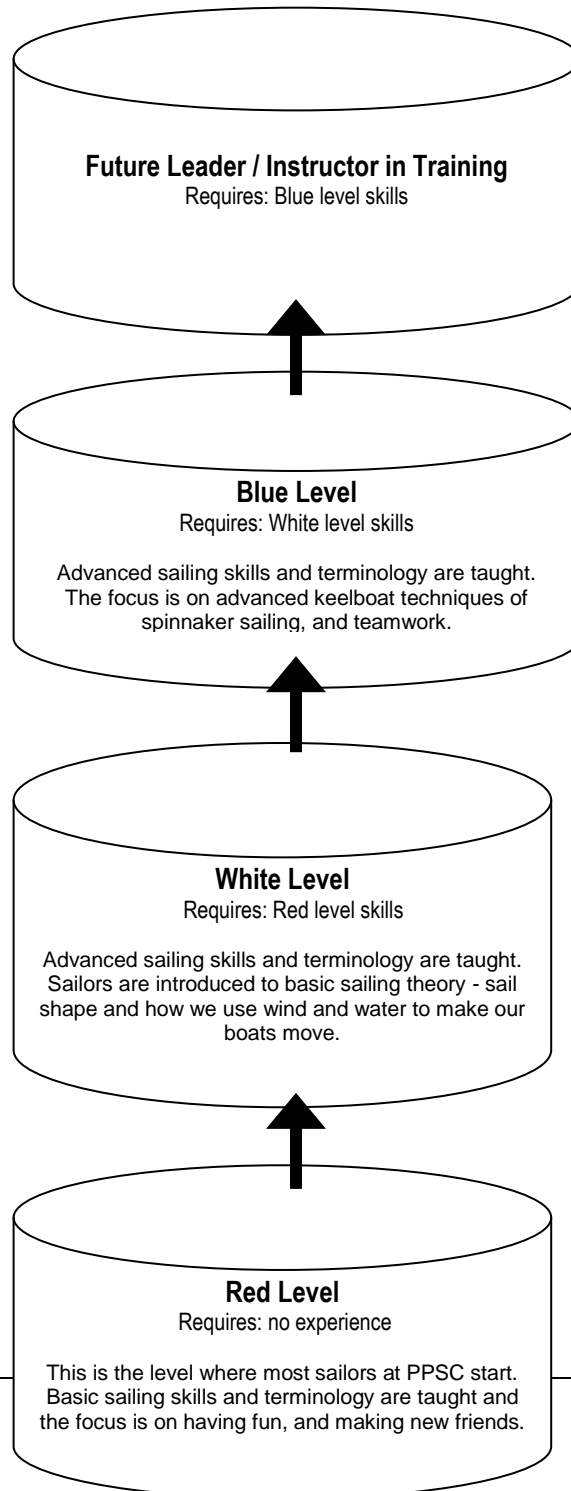 Future Leader / Instructor in Training
Requires: Blue level skills
Blue Level
Requires: White level skills
Advanced sailing skills and terminology are taught.
The focus is on advanced keelboat techniques of
spinnaker sailing, and teamwork.
White Level
Requires: Red level skills
Advanced sailing skills and terminology are taught.
Sailors are introduced to basic sailing theory - sail
shape and how we use wind and water to make our
boats move.
Red Level
Requires: no experience
This is the level where most sailors at PPSC start.
Basic sailing skills and terminology are taught and
the focus is on having fun, and making new friends.